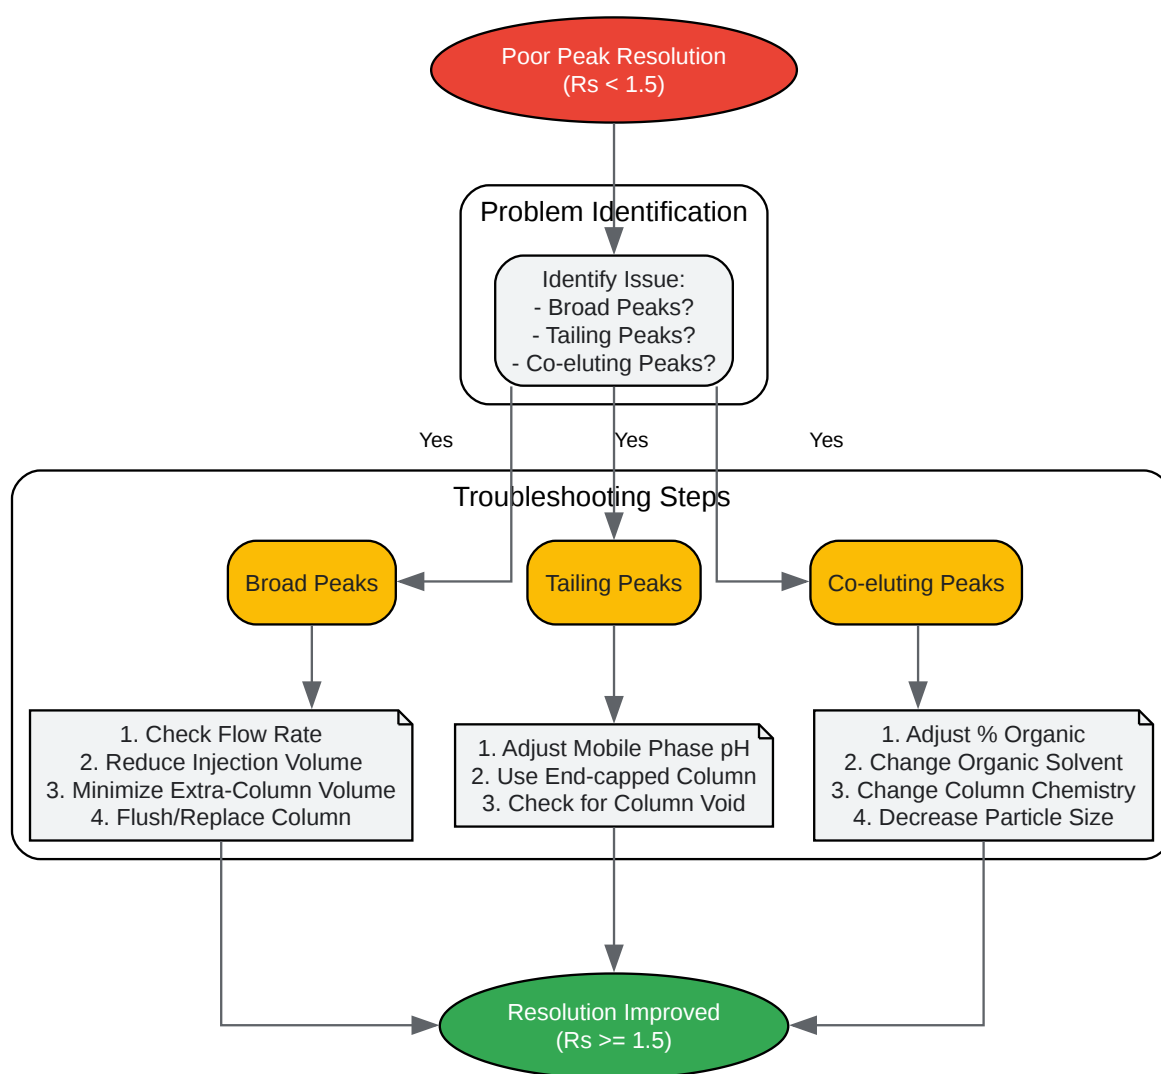 Poor Peak Resolution
(Rs < 1.5)
Problem Identification
Identify Issue:
- Broad Peaks?
- Tailing Peaks?
- Co-eluting Peaks?
Yes
Yes
Yes
Troubleshooting Steps
Broad Peaks
Tailing Peaks
Co-eluting Peaks
1. Check Flow Rate
2. Reduce Injection Volume
3. Minimize Extra-Column Volume
4. Flush/Replace Column
1. Adjust Mobile Phase pH
2. Use End-capped Column
3. Check for Column Void
1. Adjust % Organic
2. Change Organic Solvent
3. Change Column Chemistry
4. Decrease Particle Size
Resolution Improved
(Rs >= 1.5)